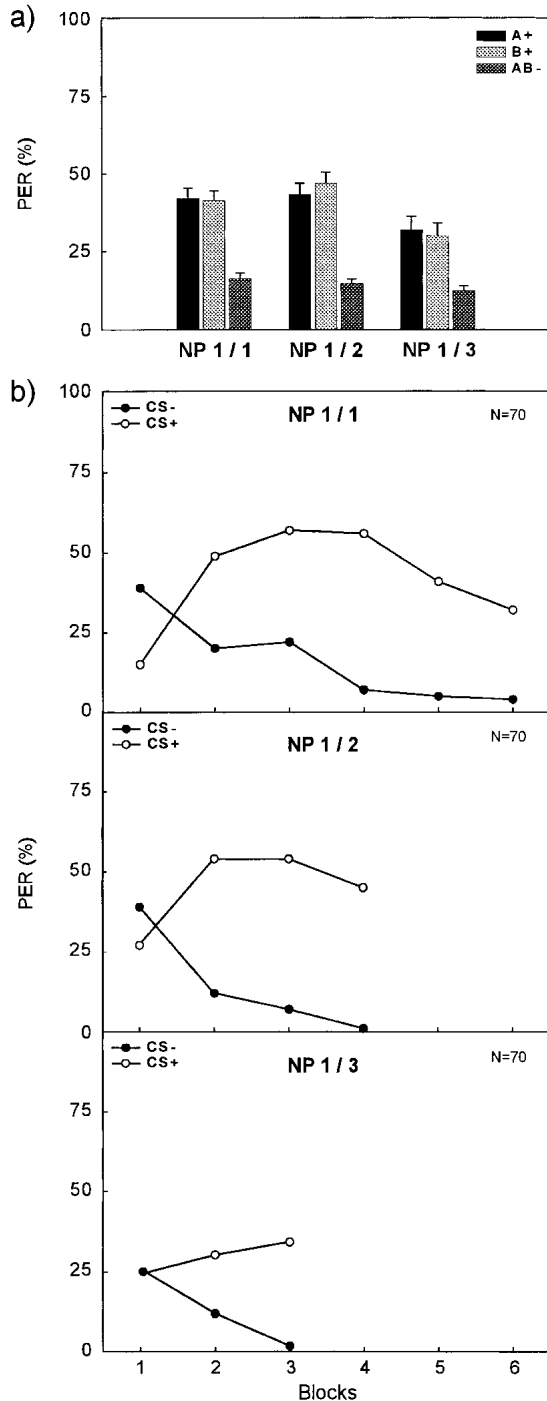 a)
100
A+
B+
AB-
75
PER (%)
50
25
0
NP 1 / 1
NP 1 / 2
NP 1 / 3
b)
100
CS-
CS+
NP 1 / 1
N=70
75
50
25
0
CS-
CS+
NP 1 / 2
N=70
75
PER (%)
50
25
0
CS-
CS+
NP 1 / 3
N=70
75
50
25
0
1 2 3 4 5 6
Blocks